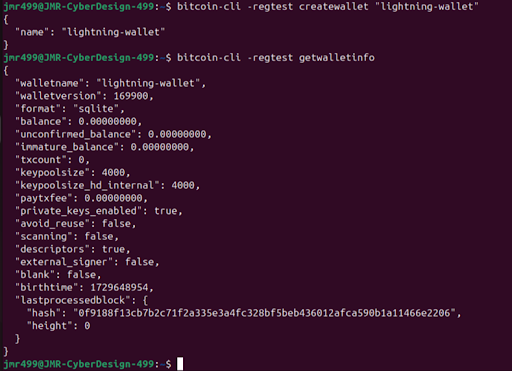 jmr499@JMR-CyberDesign-499:~$ bitcoin-cli -regtest createwallet "lightning-wallet"
{
  "name": "lightning-wallet"
}
jmr499@JMR-CyberDesign-499:~$ bitcoin-cli -regtest getwalletinfo
{
  "walletname": "lightning-wallet",
  "walletversion": 169900,
  "format": "sqlite",
  "balance": 0.00000000,
  "unconfirmed_balance": 0.00000000,
  "immature_balance": 0.00000000,
  "txcount": 0,
  "keypoolsize": 4000,
  "keypoolsize_hd_internal": 4000,
  "paytxfee": 0.00000000,
  "private_keys_enabled": true,
  "avoid_reuse": false,
  "scanning": false,
  "descriptors": true,
  "external_signer": false,
  "blank": false,
  "birthtime": 1729648954,
  "lastprocessedblock": {
    "hash": "0f9188f13cb7b2c71f2a335e3a4fc328bf5beb436012afca590b1a11466e2206",
    "height": 0
  }
}
jmr499@JMR-CyberDesign-499:~$